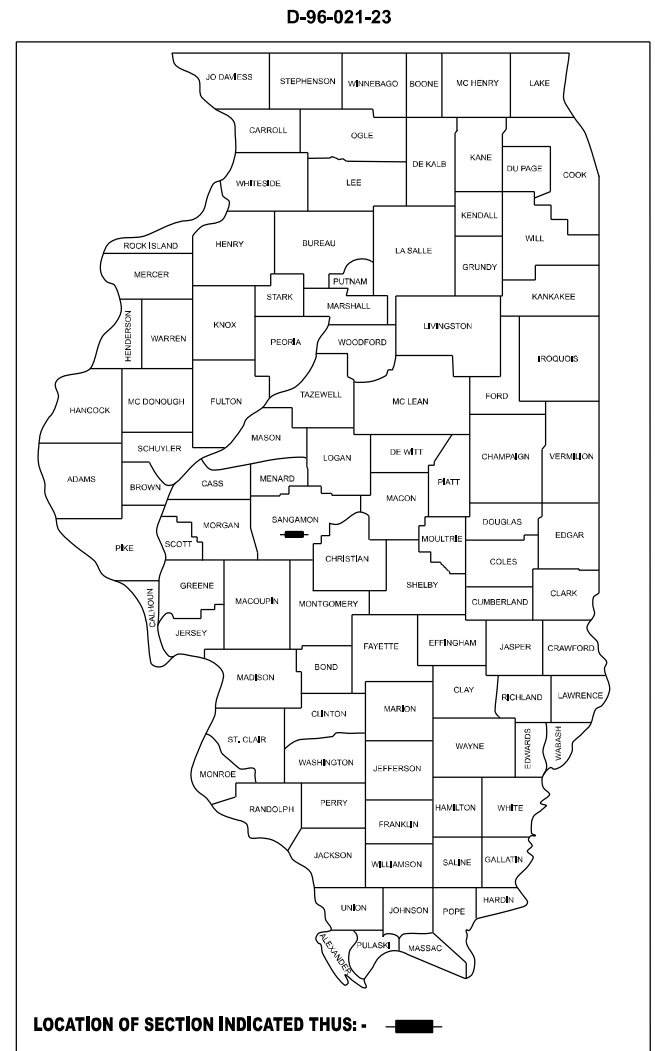 D-96-021-23
JO DAVIESS STEPHENSON WINNEBAGO BOONE MC HENRY LAKE
CARROLL OGLE
DE KALB KANE DU PAGE COOK
WHITESIDE LEE
KENDALL
ROCK ISLAND HENRY BUREAU LA SALLE WILL
MERCER PUTNAM GRUNDY
STARK MARSHALL KANKAKEE
HENDERSON WARREN KNOX PEORIA WOODFORD LIVINGSTON IROQUOIS
HANCOCK MC DONOUGH FULTON TAZEWELL MC LEAN FORD
SCHUYLER MASON
ADAMS BROWN CASS MENARD LOGAN DE WITT PIATT CHAMPAIGN VERMILION
MACON
PIKE SCOTT MORGAN SANGAMON MOULTRIE DOUGLAS EDGAR
CHRISTIAN COLES
CALHOUN GREENE MACOUPIN MONTGOMERY SHELBY CUMBERLAND CLARK
JERSEY FAYETTE EFFINGHAM JASPER CRAWFORD
MADISON BOND
CLAY RICHLAND LAWRENCE
CLINTON MARION
ST. CLAIR WAYNE EDWARDS WABASH
MONROE WASHINGTON JEFFERSON
RANDOLPH PERRY HAMILTON WHITE
FRANKLIN
JACKSON WILLIAMSON SALINE GALLATIN
UNION JOHNSON POPE HARDIN
ALEXANDER PULASKI MASSAC
LOCATION OF SECTION INDICATED THUS: -